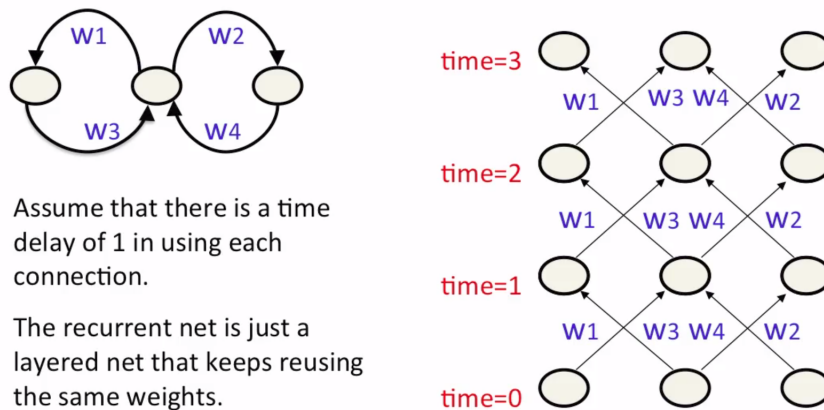 W1 W2
W3 W4
Assume that there is a time
delay of 1 in using each
connection.
The recurrent net is just a
layered net that keeps reusing
the same weights.
time=3
W1 W3 W4 W2
time=2
W1 W3 W4 W2
time=1
W1 W3 W4 W2
time=0